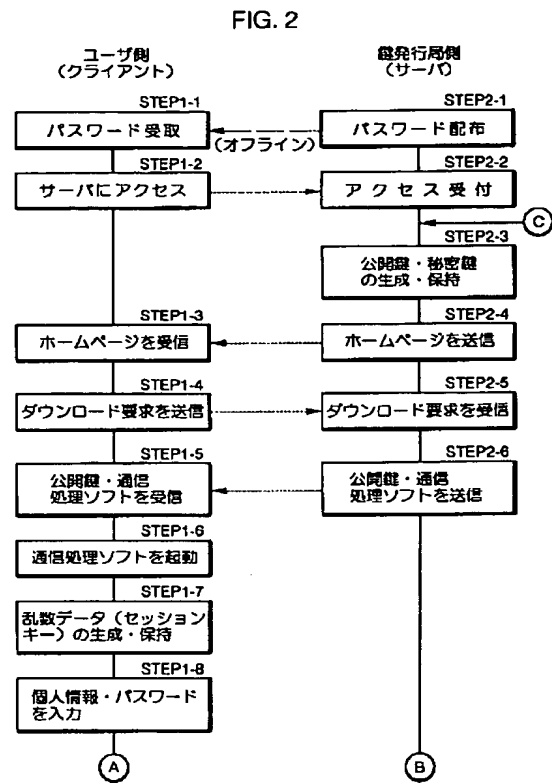 FIG. 2
ユーザ側
(クライアント)
鍵発行局側
(サーバ)
STEP1-1
パスワード受取
(オフライン)
STEP2-1
パスワード配布
STEP1-2
サーバにアクセス
STEP2-2
アクセス受付
C
STEP2-3
公開鍵・秘密鍵
の生成・保持
STEP1-3
ホームページを受信
STEP2-4
ホームページを送信
STEP1-4
ダウンロード要求を送信
STEP2-5
ダウンロード要求を受信
STEP1-5
公開鍵・通信
処理ソフトを受信
STEP2-6
公開鍵・通信
処理ソフトを送信
STEP1-6
通信処理ソフトを起動
STEP1-7
乱数データ(セッション
キー)の生成・保持
STEP1-8
個人情報・パスワード
を入力
A
B